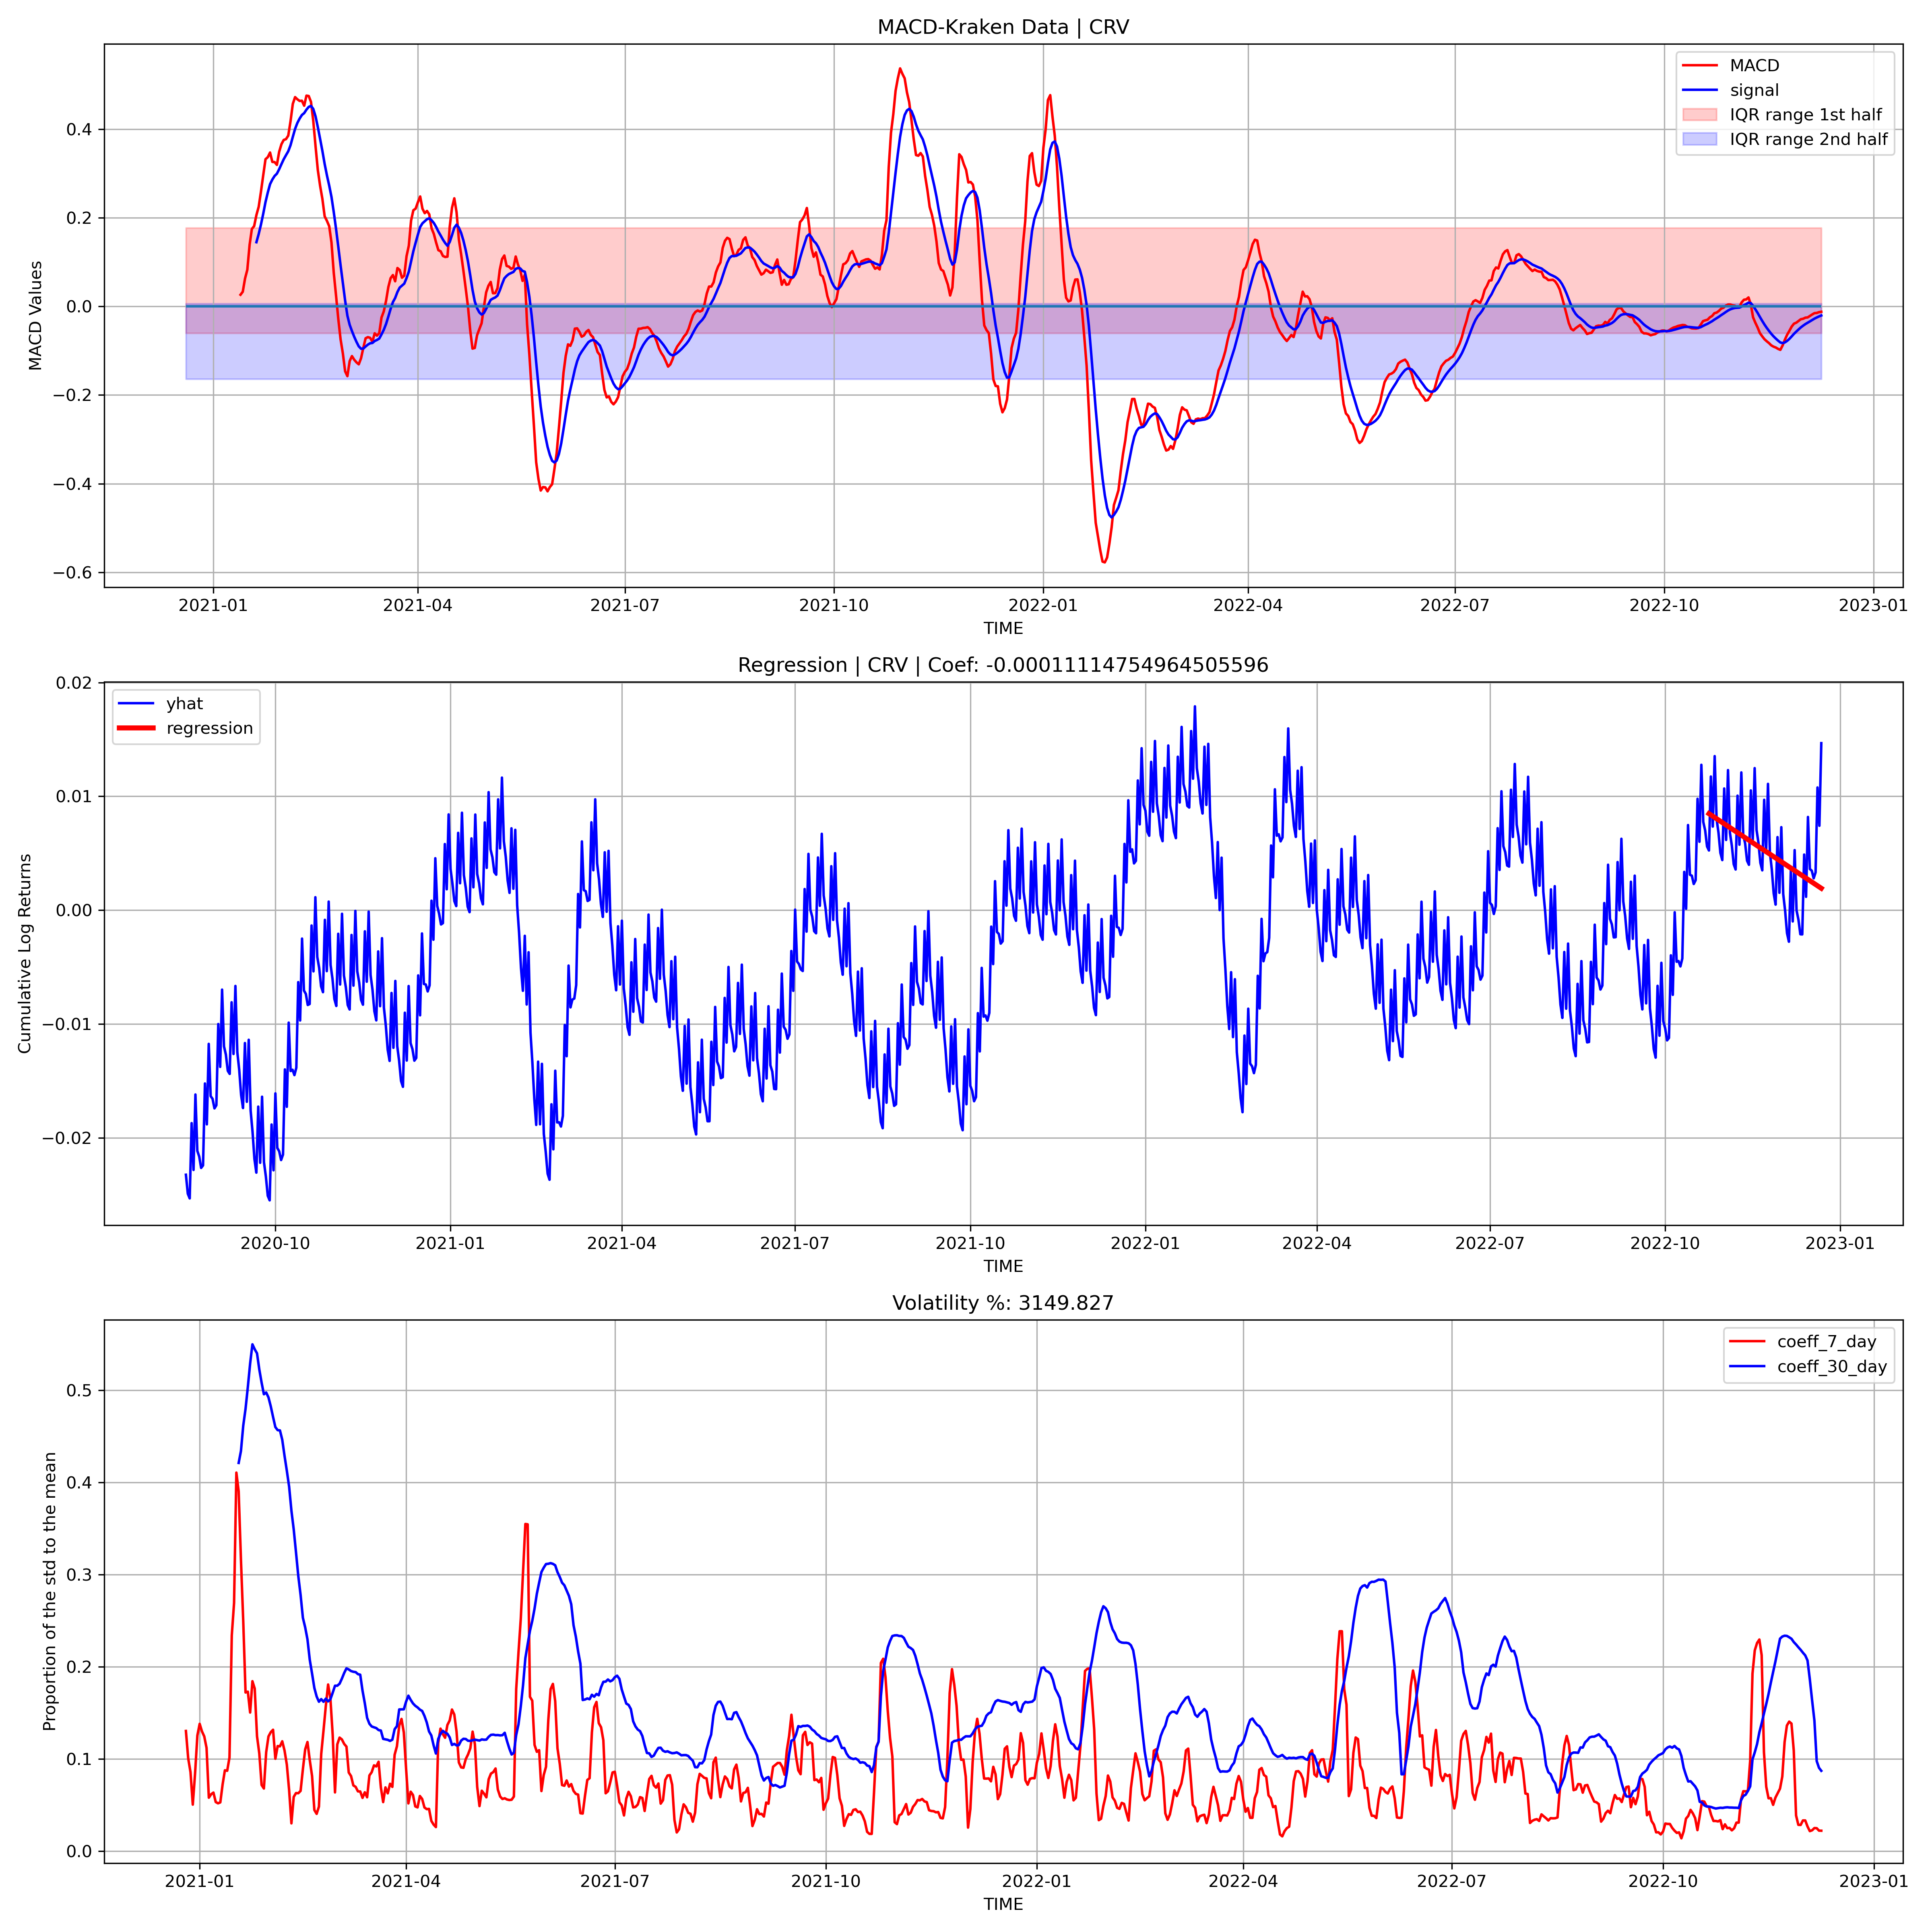 MACD-Kraken Data | CRV
MACD Values
0.4
0.2
0.0
−0.2
−0.4
−0.6
MACD
signal
IQR range 1st half
IQR range 2nd half
2021-01 2021-04 2021-07 2021-10 2022-01 2022-04 2022-07 2022-10 2023-01
TIME
Regression | CRV | Coef: -0.00011114754964505596
Cumulative Log Returns
0.02
0.01
0.00
−0.01
−0.02
yhat
regression
2020-10 2021-01 2021-04 2021-07 2021-10 2022-01 2022-04 2022-07 2022-10 2023-01
TIME
Volatility %: 3149.827
Proportion of the std to the mean
0.5
0.4
0.3
0.2
0.1
0.0
coeff_7_day
coeff_30_day
2021-01 2021-04 2021-07 2021-10 2022-01 2022-04 2022-07 2022-10 2023-01
TIME